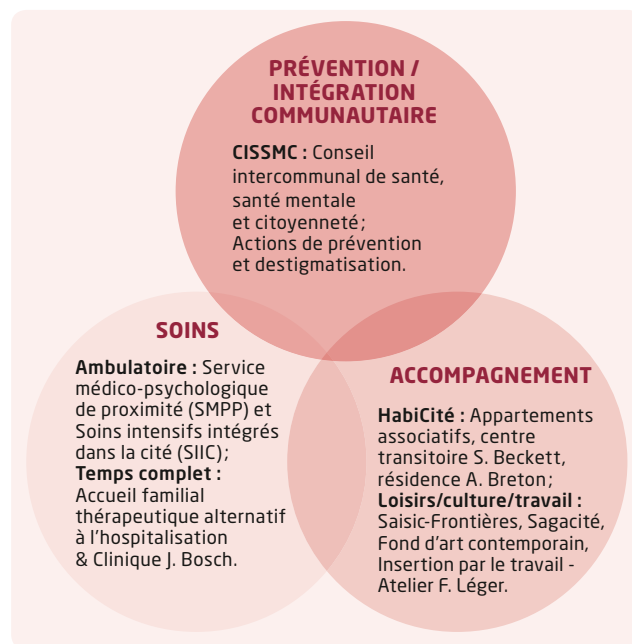 PRÉVENTION /
INTÉGRATION
COMMUNAUTAIRE
CISSMC : Conseil
intercommunal de santé,
santé mentale
et citoyenneté;
Actions de prévention
et destigmatisation.
SOINS
Ambulatoire : Service
médico-psychologique
de proximité (SMPP) et
Soins intensifs intégrés
dans la cité (SIIC);
Temps complet :
Accueil familial
thérapeutique alternatif
à l'hospitalisation
& Clinique J. Bosch.
ACCOMPAGNEMENT
HabiCité : Appartements
associatifs, centre
transitoire S. Beckett,
résidence A. Breton;
Loisirs/culture/travail :
Saisic-Frontières, Sagacité,
Fond d'art contemporain,
Insertion par le travail -
Atelier F. Léger.